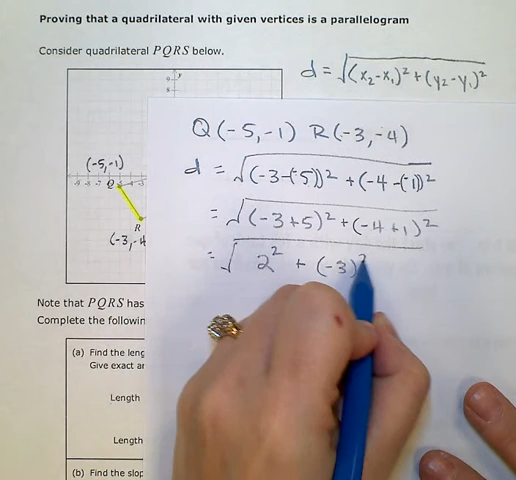 Proving that a quadrilateral with given vertices is a parallelogram
Consider quadrilateral PQRS below.
d = √(x₂-x₁)² + (y₂-y₁)²
Q(-5,-1) R(-3,-4)
d = √(-3-(-5))² + (-4-(-1))²
= √(-3+5)² + (-4+1)²
= √2² + (-3)²
y
(-5,-1)
Q
R
(-3,-4
Note that PQRS has
Complete the followin
(a) Find the leng
Give exact an
Length
Length
(b) Find the slop